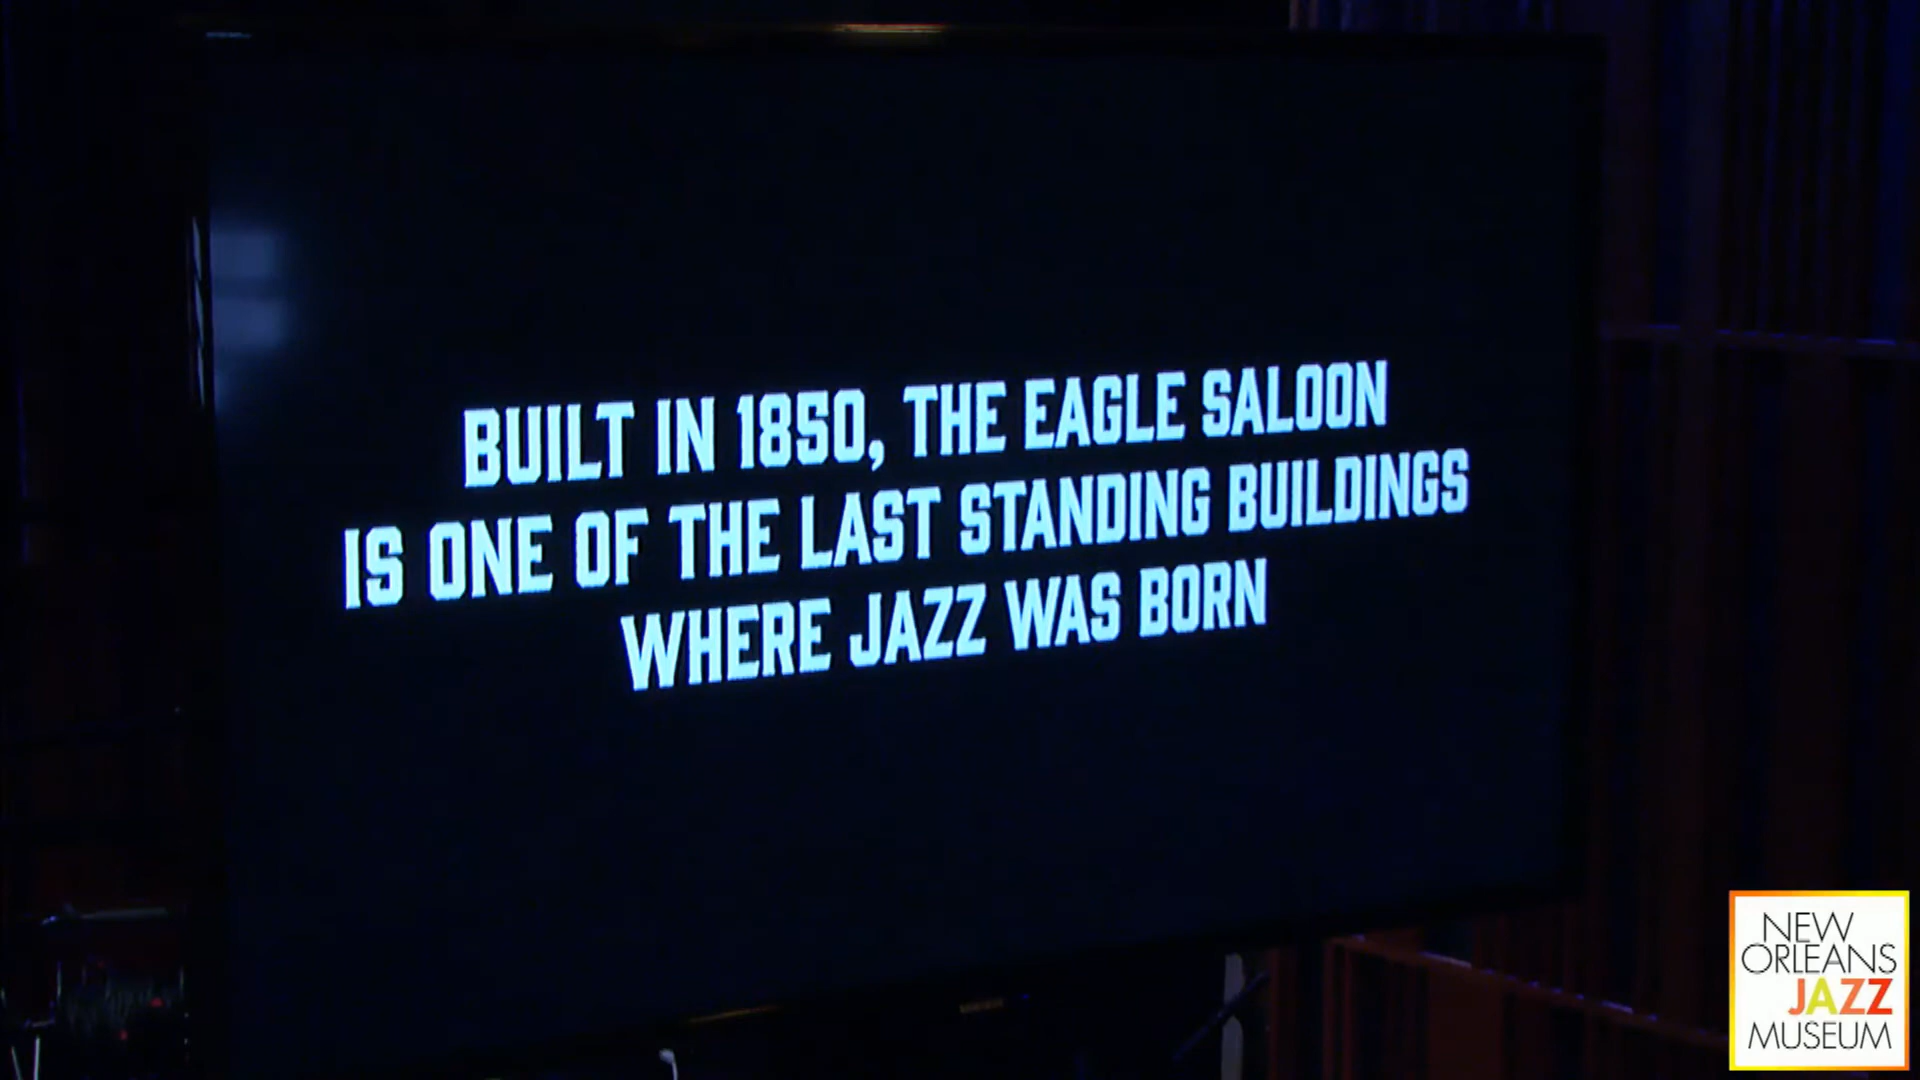 BUILT IN 1850, THE EAGLE SALOON
IS ONE OF THE LAST STANDING BUILDINGS
WHERE JAZZ WAS BORN
NEW
ORLEANS
JAZZ
MUSEUM